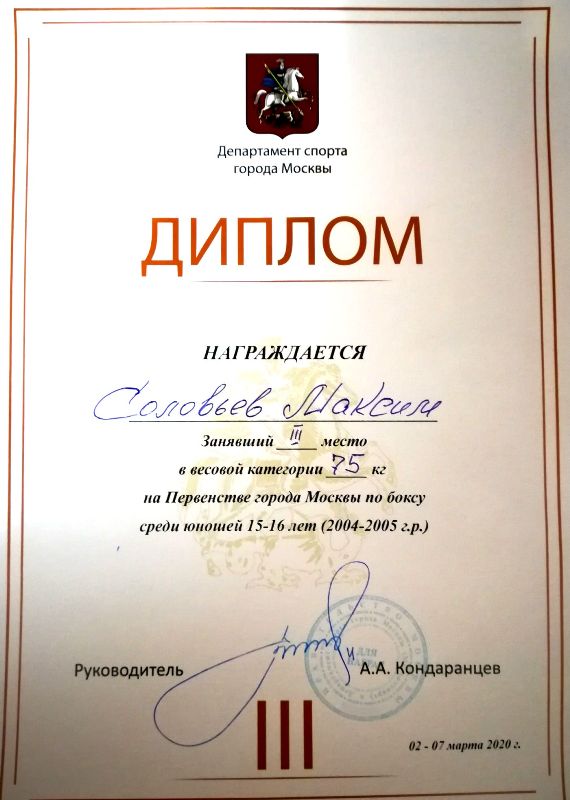 Департамент спорта
города Москвы
ДИПЛОМ
НАГРАЖДАЕТСЯ
Соловьев Максим
Занявший III место
в весовой категории 75 кг
на Первенстве города Москвы по боксу
среди юношей 15-16 лет (2004-2005 г.р.)
Руководитель
А.А. Кондаранцев
III
02 - 07 марта 2020 г.